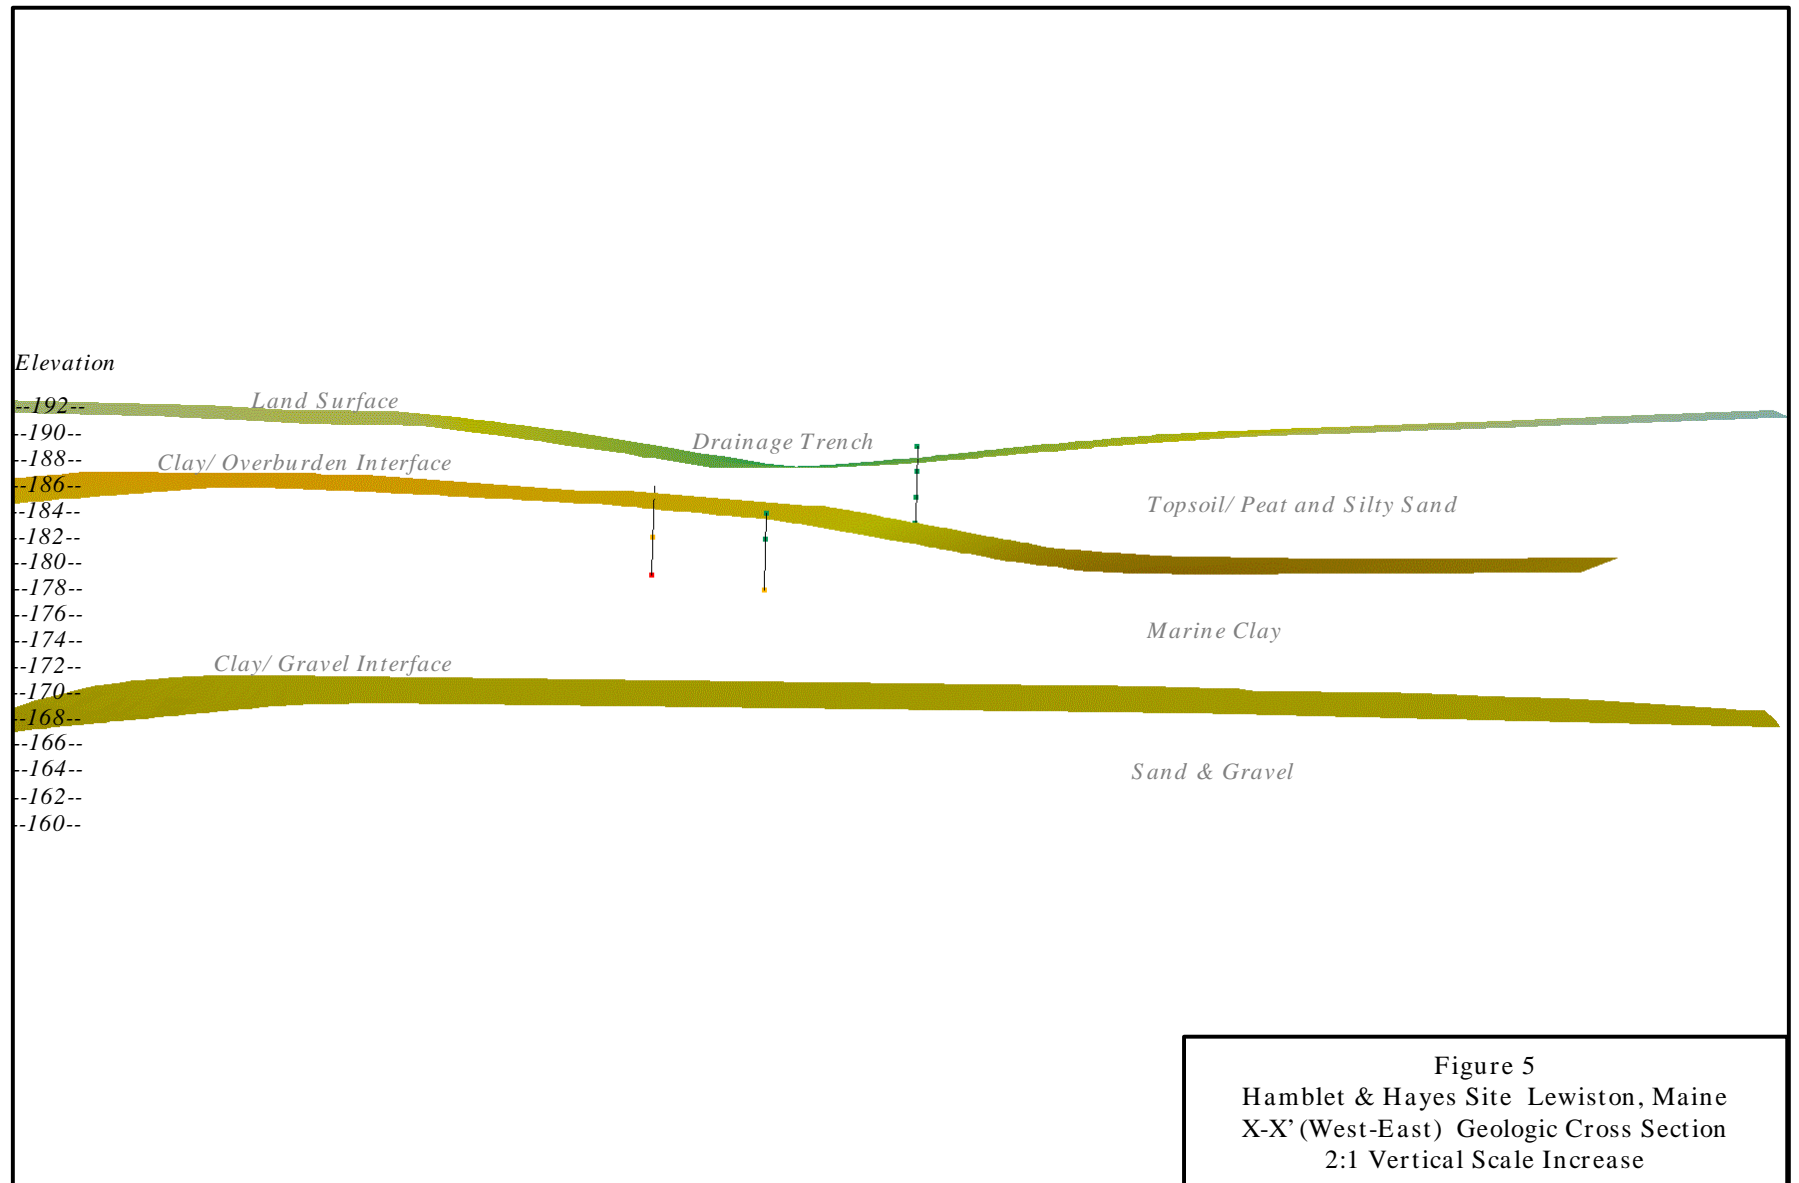 Elevation
Land Surface
--192--
--190--
Drainage Trench
--188--
Clay/ Overburden Interface
--186--
Topsoil/ Peat and Silty Sand
--184--
--182--
--180--
--178--
--176--
Marine Clay
--174--
--172--
Clay/ Gravel Interface
--170--
--168--
--166--
--164--
Sand & Gravel
--162--
--160--
Figure 5
Hamblet & Hayes Site Lewiston, Maine
X-X’ (West-East) Geologic Cross Section
2:1 Vertical Scale Increase